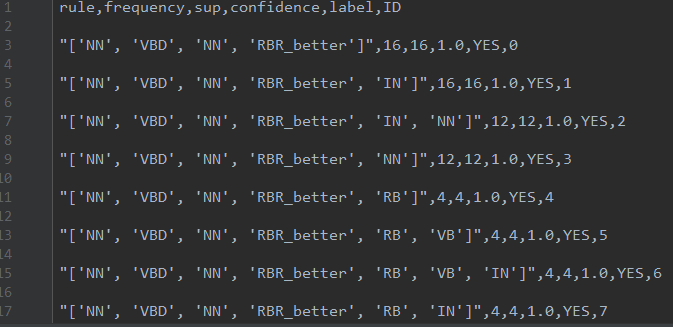 1 rule,frequency,sup,confidence,label,ID
2
3 "['NN', 'VBD', 'NN', 'RBR_better']",16,16,1.0,YES,0
4
5 "['NN', 'VBD', 'NN', 'RBR_better', 'IN']",16,16,1.0,YES,1
6
7 "['NN', 'VBD', 'NN', 'RBR_better', 'IN', 'NN']",12,12,1.0,YES,2
8
9 "['NN', 'VBD', 'NN', 'RBR_better', 'NN']",12,12,1.0,YES,3
10
11 "['NN', 'VBD', 'NN', 'RBR_better', 'RB']",4,4,1.0,YES,4
12
13 "['NN', 'VBD', 'NN', 'RBR_better', 'RB', 'VB']",4,4,1.0,YES,5
14
15 "['NN', 'VBD', 'NN', 'RBR_better', 'RB', 'VB', 'IN']",4,4,1.0,YES,6
16
17 "['NN', 'VBD', 'NN', 'RBR_better', 'RB', 'IN']",4,4,1.0,YES,7